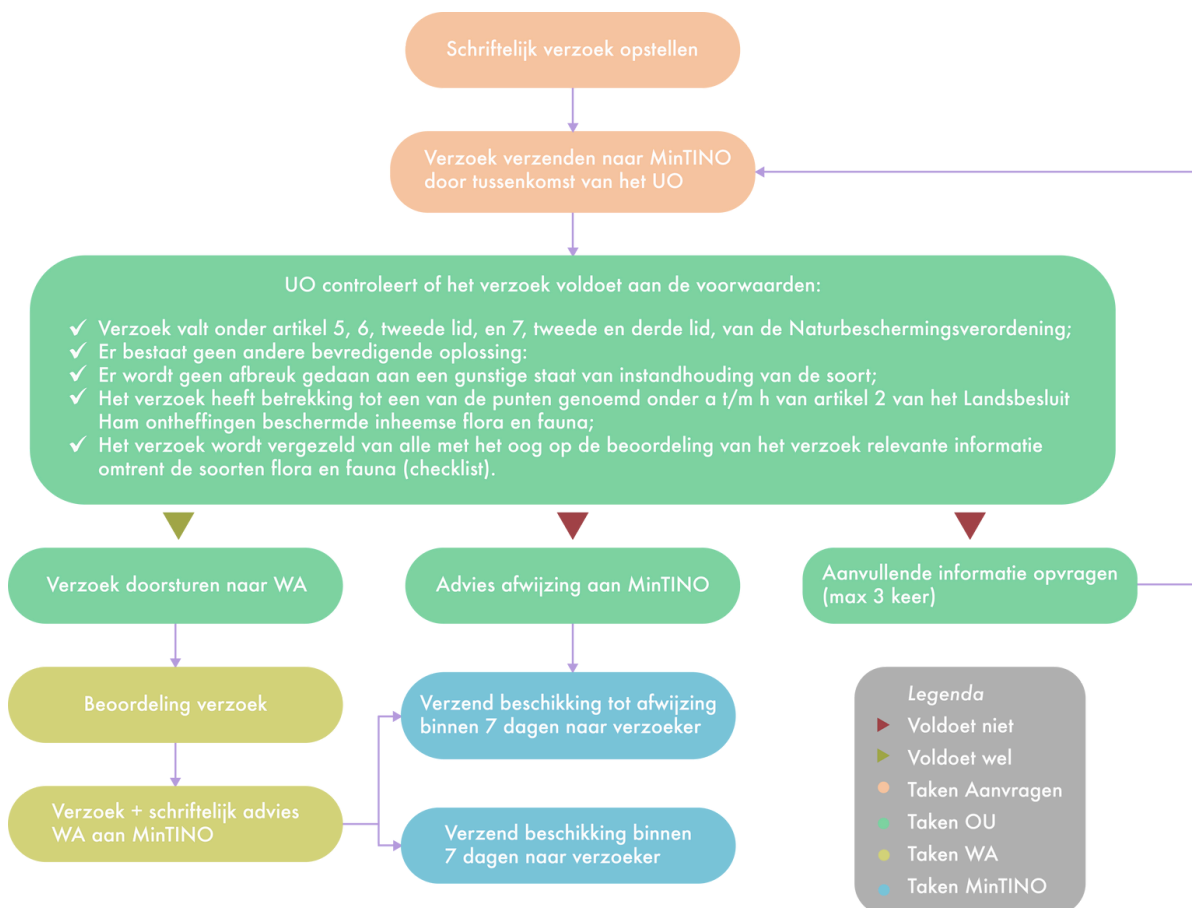 Schriftelijk verzoek opstellen
Verzoek verzenden naar MinTINO
door tussenkomst van het UO
UO controleert of het verzoek voldoet aan de voorwaarden:
✓ Verzoek valt onder artikel 5, 6, tweede lid, en 7, tweede en derde lid, van de Naturbeschermingsverordening;
✓ Er bestaat geen andere bevredigende oplossing:
✓ Er wordt geen afbreuk gedaan aan een gunstige staat van instandhouding van de soort;
✓ Het verzoek heeft betrekking tot een van de punten genoemd onder a t/m h van artikel 2 van het Landsbesluit
Ham ontheffingen beschermde inheemse flora en fauna;
✓ Het verzoek wordt vergezeld van alle met het oog op de beoordeling van het verzoek relevante informatie
omtrent de soorten flora en fauna (checklist).
Verzoek doorsturen naar WA
Advies afwijzing aan MinTINO
Aanvullende informatie opvragen
(max 3 keer)
Beoordeling verzoek
Verzend beschikking tot afwijzing
binnen 7 dagen naar verzoeker
Verzoek + schriftelijk advies
WA aan MinTINO
Verzend beschikking binnen
7 dagen naar verzoeker
Legenda
Voldoet niet
Voldoet wel
Taken Aanvragen
Taken OU
Taken WA
Taken MinTINO